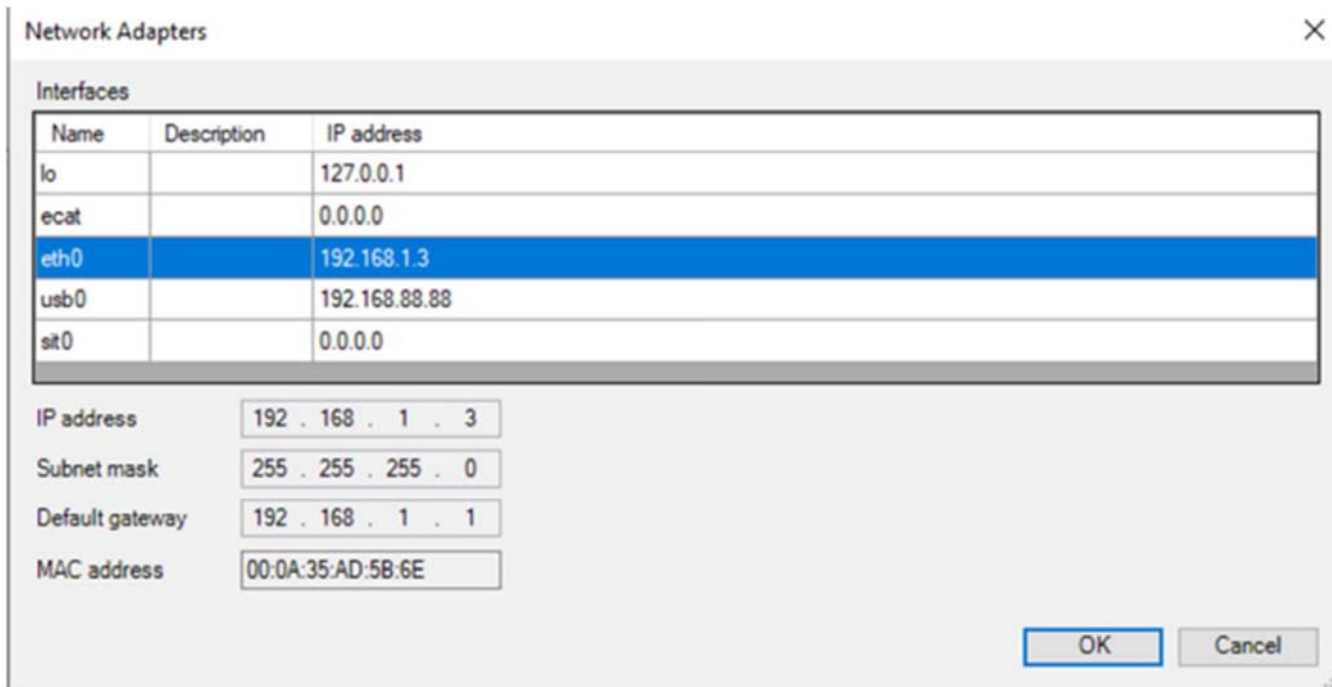 Network Adapters
Interfaces
Name Description IP address
lo 127.0.0.1
ecat 0.0.0.0
eth0 192.168.1.3
usb0 192.168.88.88
sit0 0.0.0.0
IP address 192 . 168 . 1 . 3
Subnet mask 255 . 255 . 255 . 0
Default gateway 192 . 168 . 1 . 1
MAC address 00:0A:35:AD:5B:6E
OK Cancel